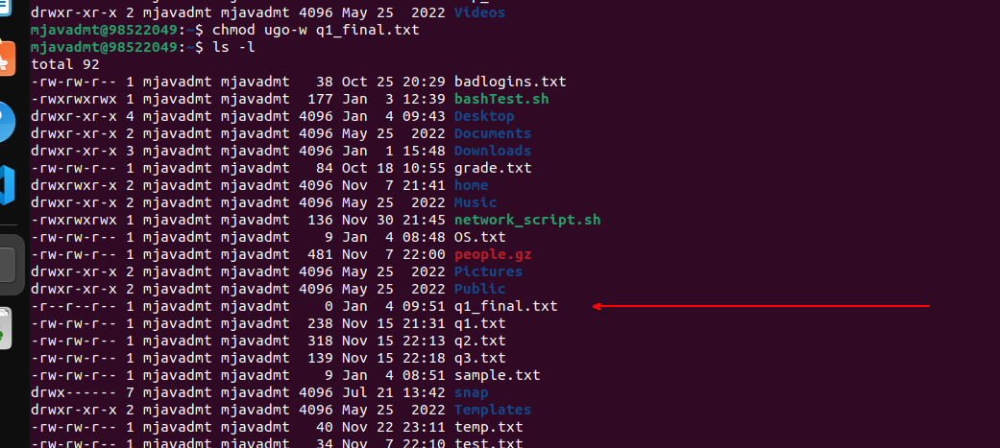 drwxr-xr-x 2 mjavadmt mjavadmt 4096 May 25  2022 Videos
mjavadmt@98522049:~$ chmod ugo-w q1_final.txt
mjavadmt@98522049:~$ ls -l
total 92
-rw-rw-r-- 1 mjavadmt mjavadmt   38 Oct 25 20:29 badlogins.txt
-rwxrwxrwx 1 mjavadmt mjavadmt  177 Jan  3 12:39 bashTest.sh
drwxr-xr-x 4 mjavadmt mjavadmt 4096 Jan  4 09:43 Desktop
drwxr-xr-x 2 mjavadmt mjavadmt 4096 May 25  2022 Documents
drwxr-xr-x 3 mjavadmt mjavadmt 4096 Jan  1 15:48 Downloads
-rw-rw-r-- 1 mjavadmt mjavadmt   84 Oct 18 10:55 grade.txt
drwxrwxr-x 2 mjavadmt mjavadmt 4096 Nov  7 21:41 home
drwxr-xr-x 2 mjavadmt mjavadmt 4096 May 25  2022 Music
-rwxrwxrwx 1 mjavadmt mjavadmt  136 Nov 30 21:45 network_script.sh
-rw-rw-r-- 1 mjavadmt mjavadmt    9 Jan  4 08:48 OS.txt
-rw-rw-r-- 1 mjavadmt mjavadmt  481 Nov  7 22:00 people.gz
drwxr-xr-x 2 mjavadmt mjavadmt 4096 May 25  2022 Pictures
drwxr-xr-x 2 mjavadmt mjavadmt 4096 May 25  2022 Public
-r--r--r-- 1 mjavadmt mjavadmt    0 Jan  4 09:51 q1_final.txt
-rw-rw-r-- 1 mjavadmt mjavadmt  238 Nov 15 21:31 q1.txt
-rw-rw-r-- 1 mjavadmt mjavadmt  318 Nov 15 22:13 q2.txt
-rw-rw-r-- 1 mjavadmt mjavadmt  139 Nov 15 22:18 q3.txt
-rw-rw-r-- 1 mjavadmt mjavadmt    9 Jan  4 08:51 sample.txt
drwx------ 7 mjavadmt mjavadmt 4096 Jul 21 13:42 snap
drwxr-xr-x 2 mjavadmt mjavadmt 4096 May 25  2022 Templates
-rw-rw-r-- 1 mjavadmt mjavadmt   40 Nov 22 23:11 temp.txt
-rw-rw-r-- 1 mjavadmt mjavadmt   34 Nov  7 22:10 test.txt